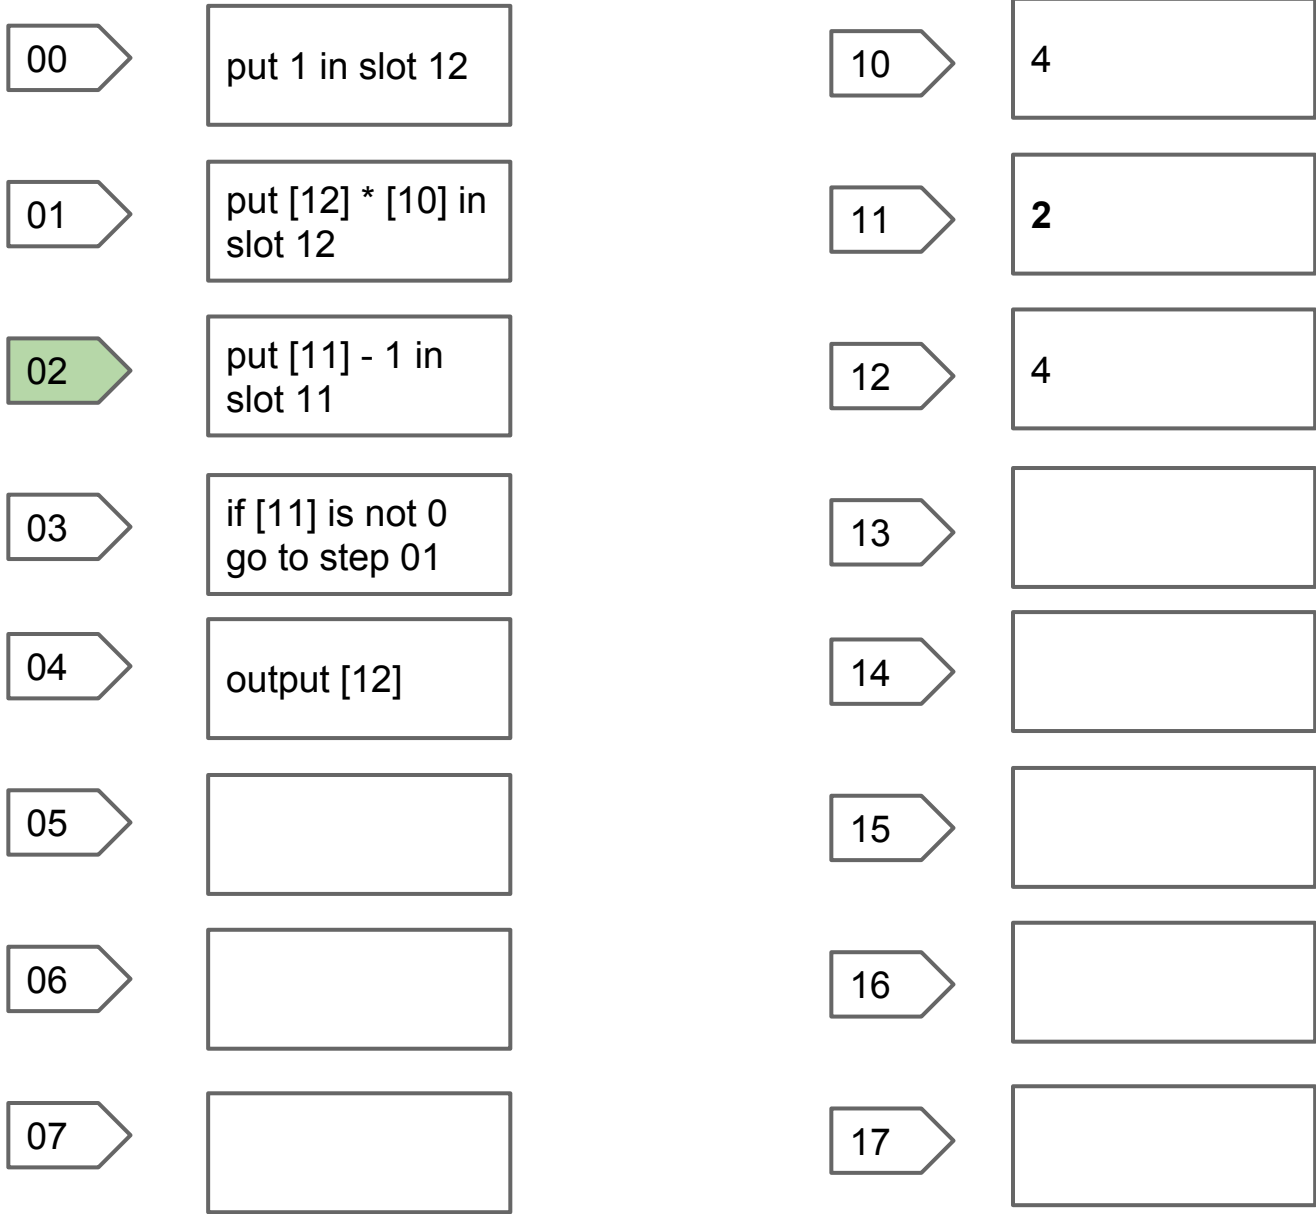 00
put 1 in slot 12
01
put [12] * [10] in
slot 12
02
put [11] - 1 in
slot 11
03
if [11] is not 0
go to step 01
04
output [12]
05
06
07
10
4
11
2
12
4
13
14
15
16
17